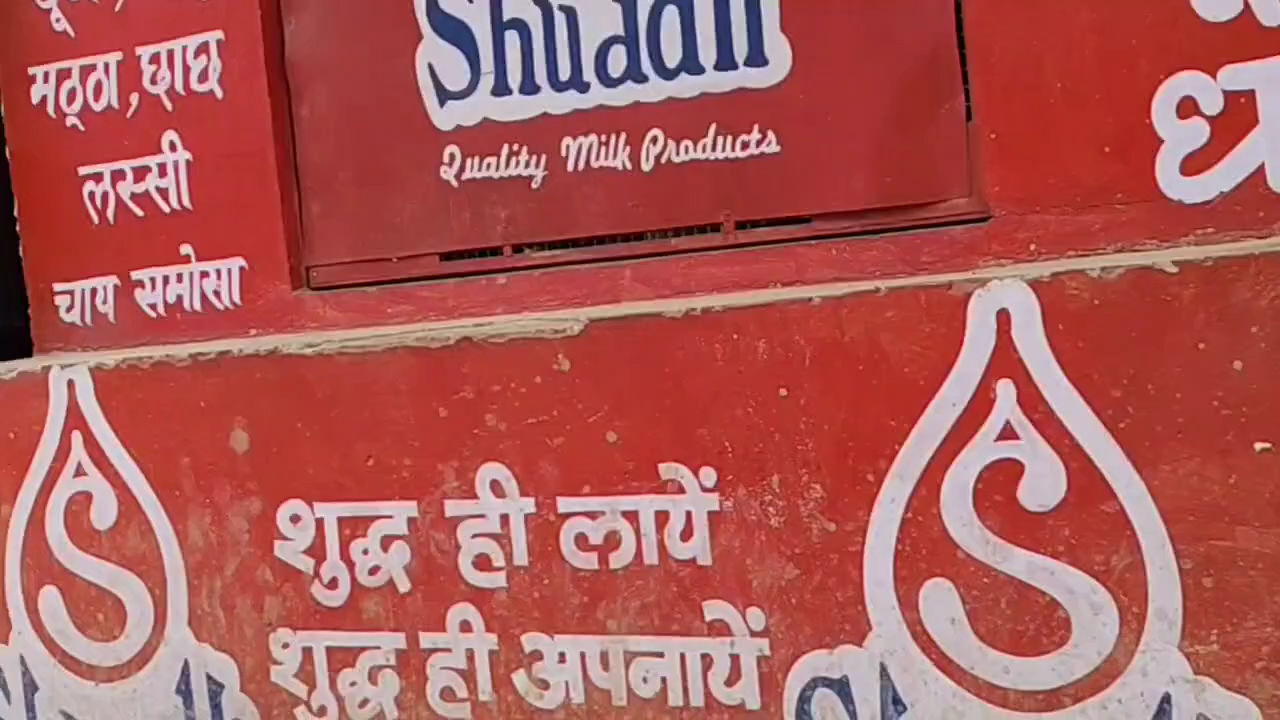 मठ्ठा, छाछ
लस्सी
चाय समोसा
Shuddh
Quality Milk Products
शुद्ध ही लायें
शुद्ध ही अपनायें
S
S